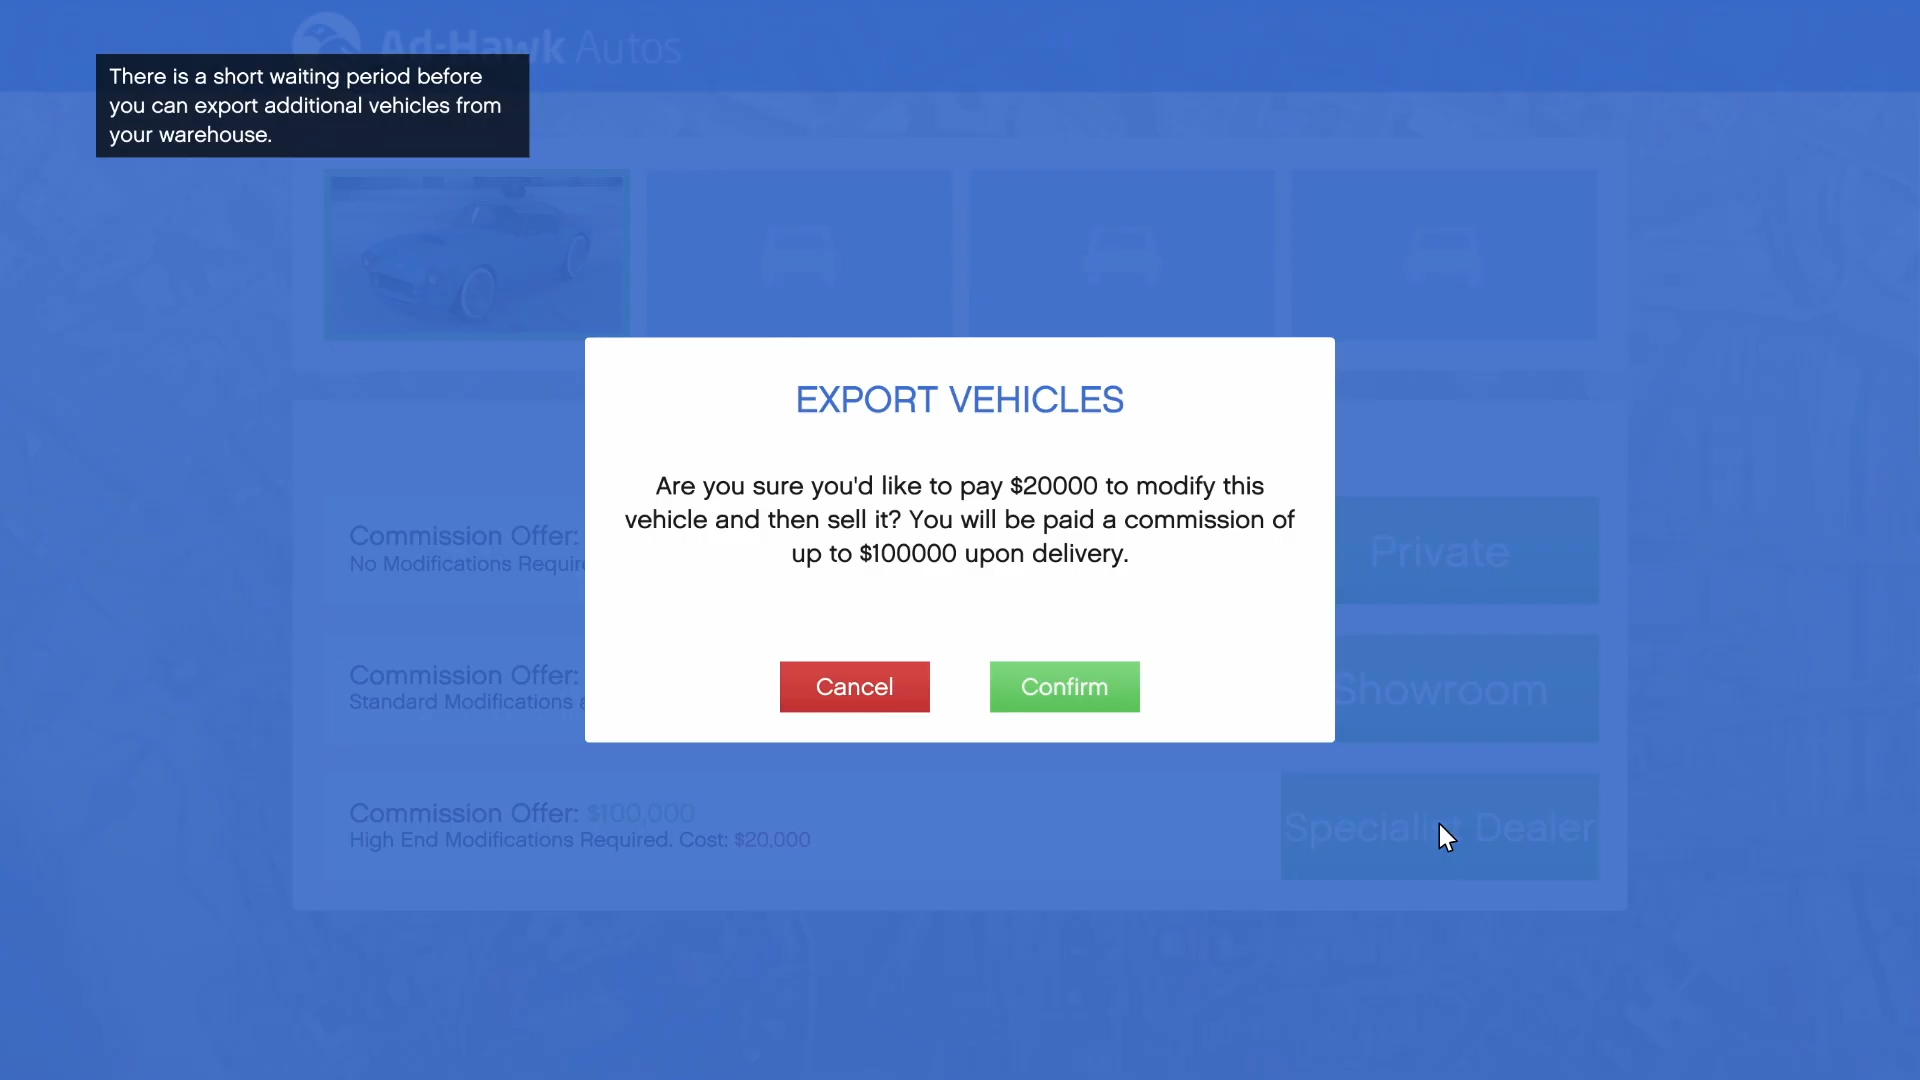 Ad-Hawk Autos
There is a short waiting period before
you can export additional vehicles from
your warehouse.
EXPORT VEHICLES
Are you sure you'd like to pay $20000 to modify this
vehicle and then sell it? You will be paid a commission of
up to $100000 upon delivery.
Cancel
Confirm
Commission Offer:
No Modifications
Private
Commission Offer:
Standard Modifications
Showroom
Commission Offer: $100,000
High End Modifications Required. Cost: $20,000
Specialist Dealer